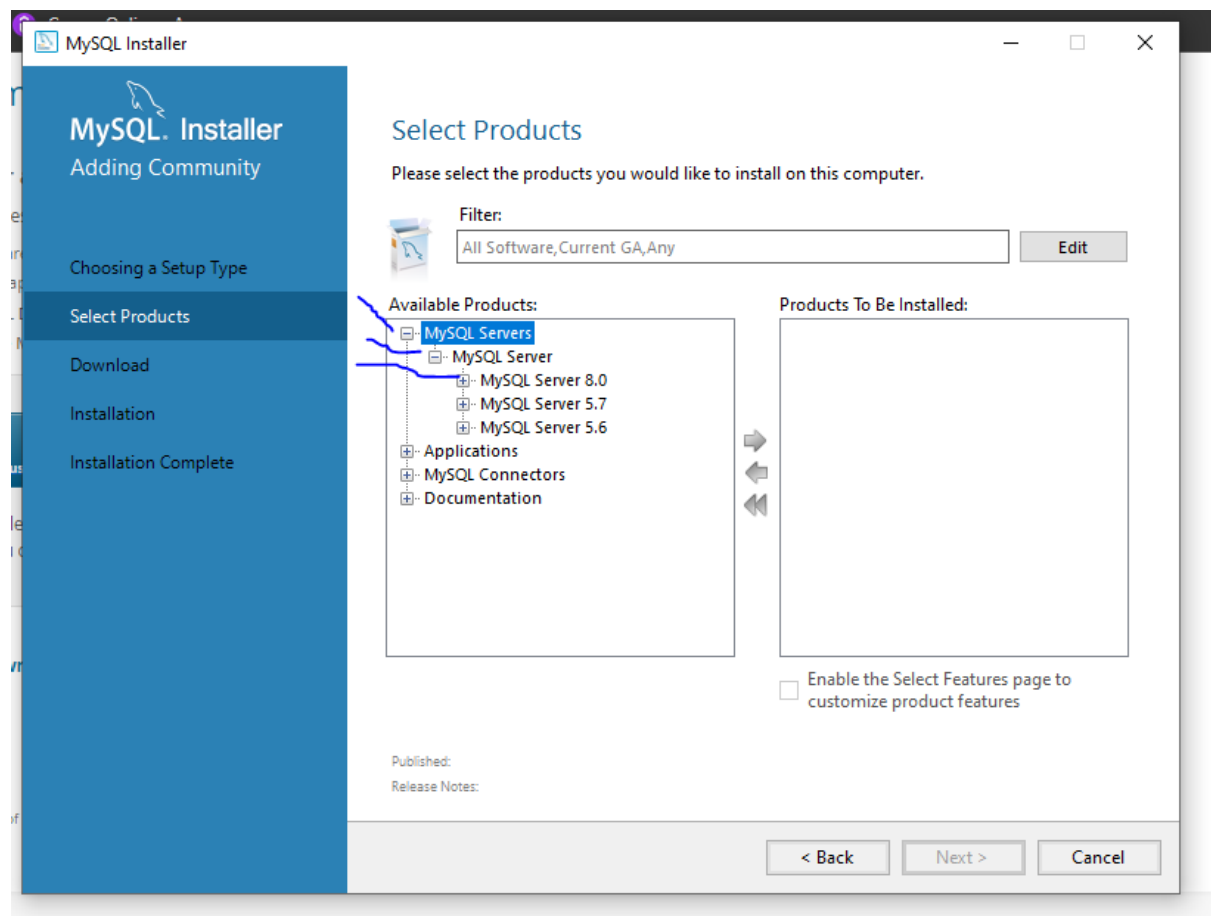 MySQL Installer
MySQL. Installer
Adding Community
Choosing a Setup Type
Select Products
Download
Installation
Installation Complete
Select Products
Please select the products you would like to install on this computer.
Filter:
All Software,Current GA,Any
Edit
Available Products:
MySQL Servers
MySQL Server
MySQL Server 8.0
MySQL Server 5.7
MySQL Server 5.6
Applications
MySQL Connectors
Documentation
Products To Be Installed:
Enable the Select Features page to
customize product features
Published:
Release Notes:
< Back
Next >
Cancel